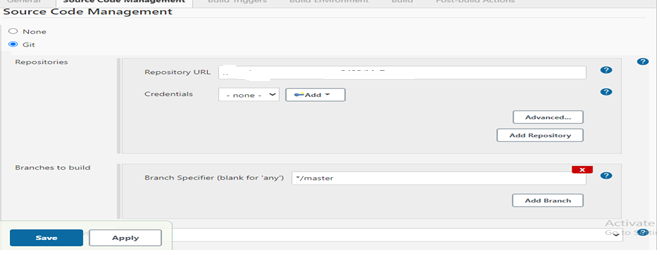 General Source Code Management Build Triggers Build Environment Build Post-build Actions
Source Code Management
None
Git
Repositories
Repository URL
Credentials - none - Add
Advanced...
Add Repository
Branches to build
X
Branch Specifier (blank for 'any') */master
Add Branch
Activate
Save Apply
Go to